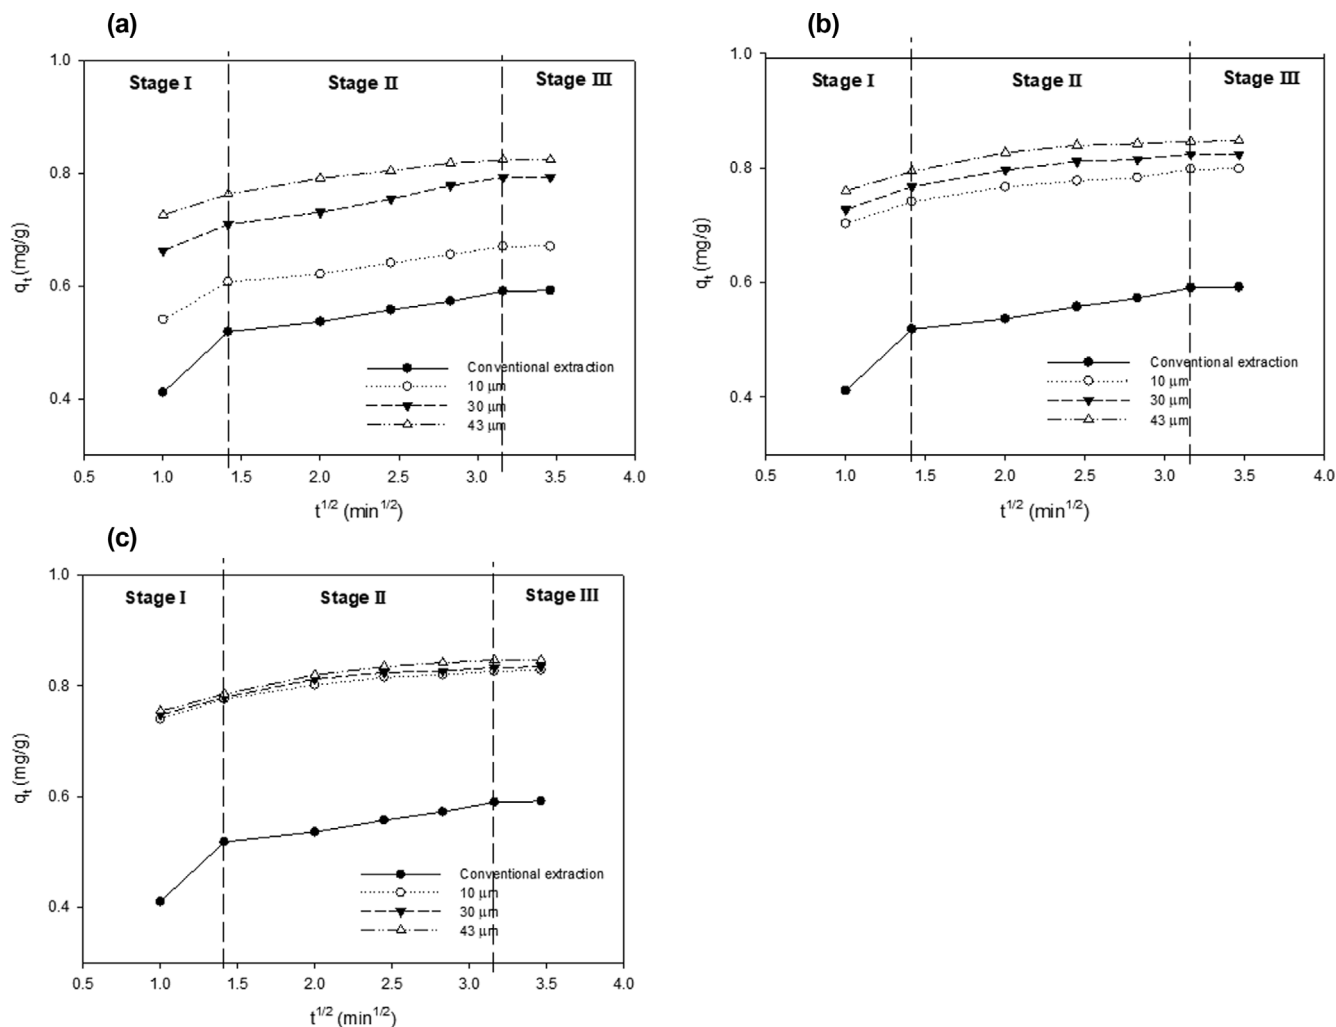 (a)
1.0
0.8
0.6
0.4
qt (mg/g)
Stage I
Stage II
Stage III
Conventional extraction
10 μm
30 μm
43 μm
0.5 1.0 1.5 2.0 2.5 3.0 3.5 4.0
t1/2 (min1/2)
(b)
1.0
0.8
0.6
0.4
qt (mg/g)
Stage I
Stage II
Stage III
Conventional extraction
10 μm
30 μm
43 μm
0.5 1.0 1.5 2.0 2.5 3.0 3.5 4.0
t1/2 (min1/2)
(c)
1.0
0.8
0.6
0.4
qt (mg/g)
Stage I
Stage II
Stage III
Conventional extraction
10 μm
30 μm
43 μm
0.5 1.0 1.5 2.0 2.5 3.0 3.5 4.0
t1/2 (min1/2)